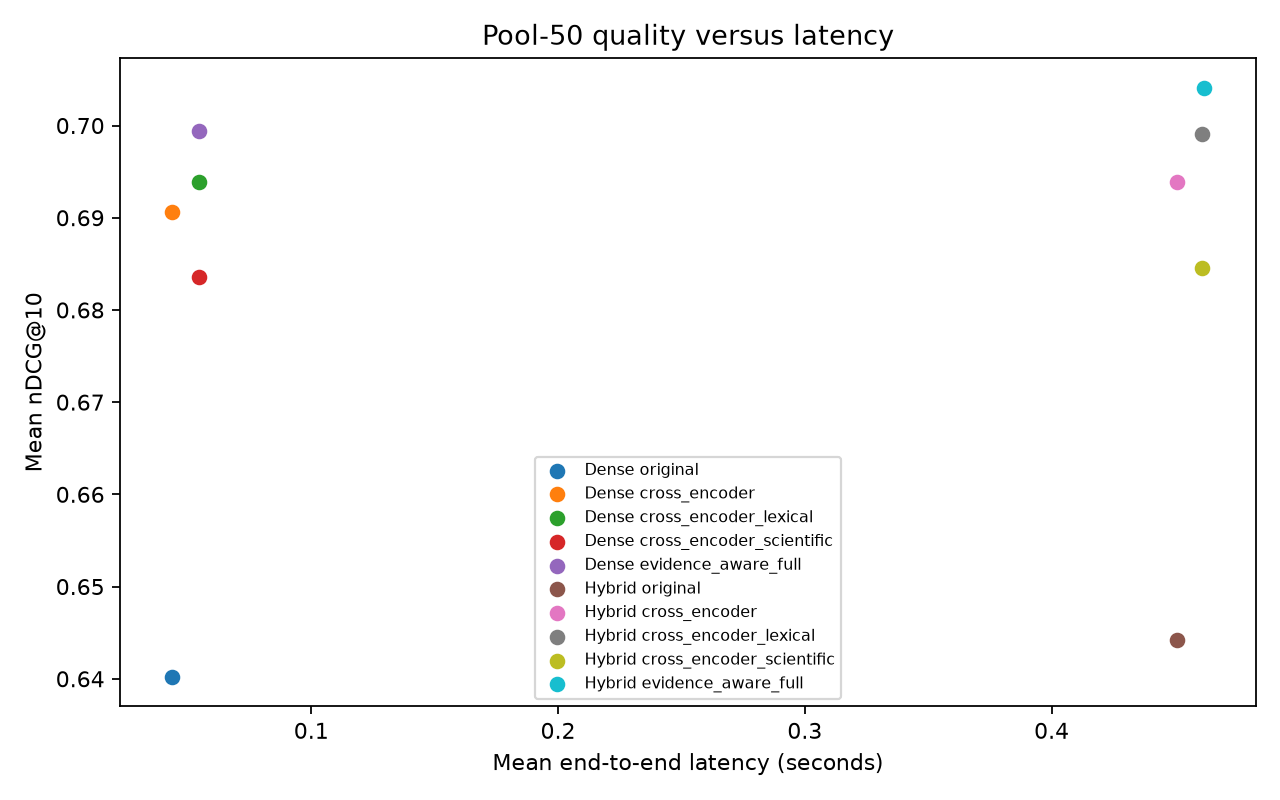 Pool-50 quality versus latency
0.70
0.69
0.68
0.67
0.66
0.65
0.64
Mean nDCG@10
Dense original
Dense cross_encoder
Dense cross_encoder_lexical
Dense cross_encoder_scientific
Dense evidence_aware_full
Hybrid original
Hybrid cross_encoder
Hybrid cross_encoder_lexical
Hybrid cross_encoder_scientific
Hybrid evidence_aware_full
0.1 0.2 0.3 0.4
Mean end-to-end latency (seconds)